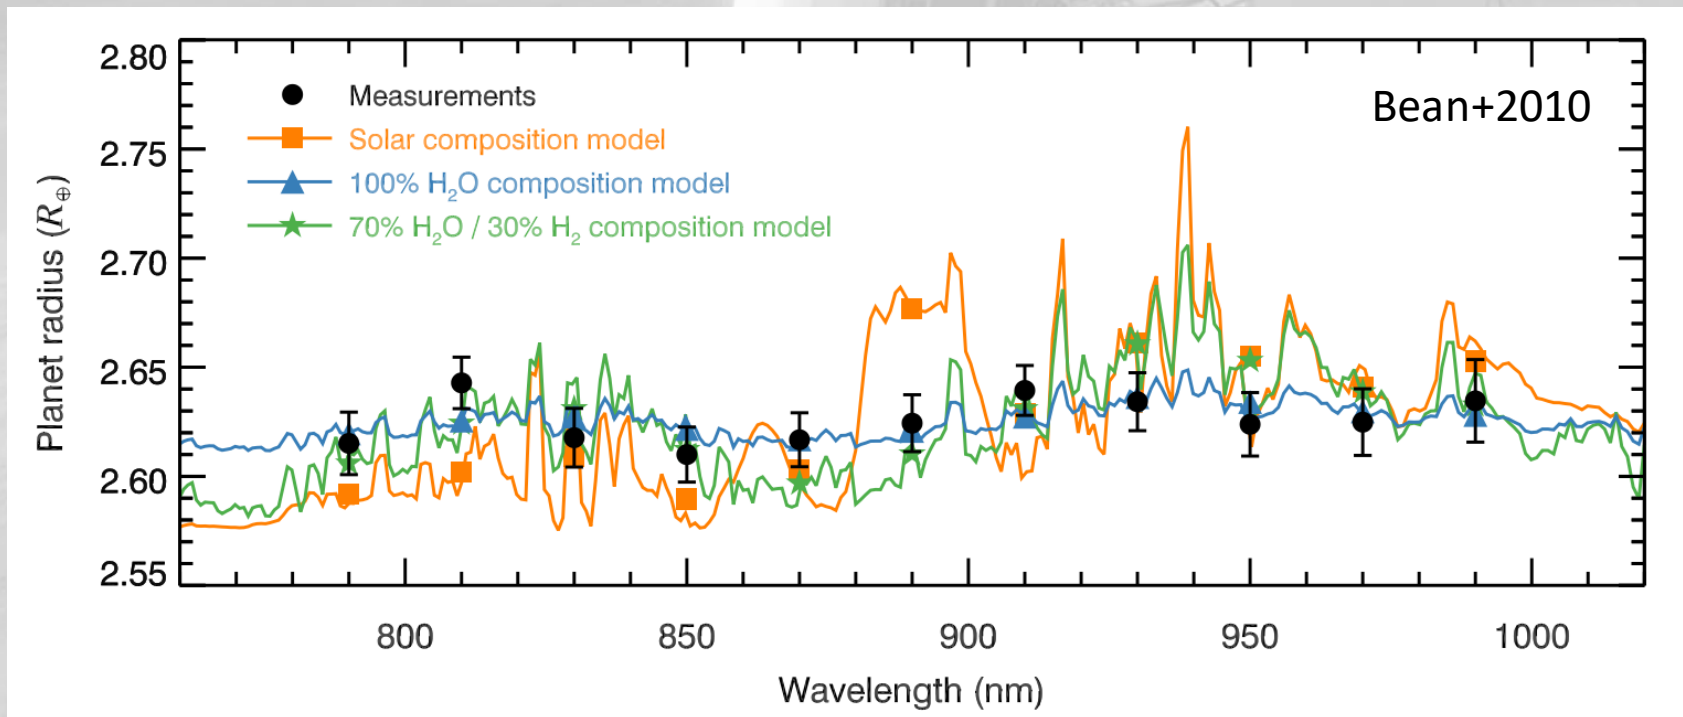 2.80
2.75
2.70
2.65
2.60
2.55
Planet radius (R⊕)
Measurements
Solar composition model
100% H₂O composition model
70% H₂O / 30% H₂ composition model
Bean+2010
800 850 900 950 1000
Wavelength (nm)